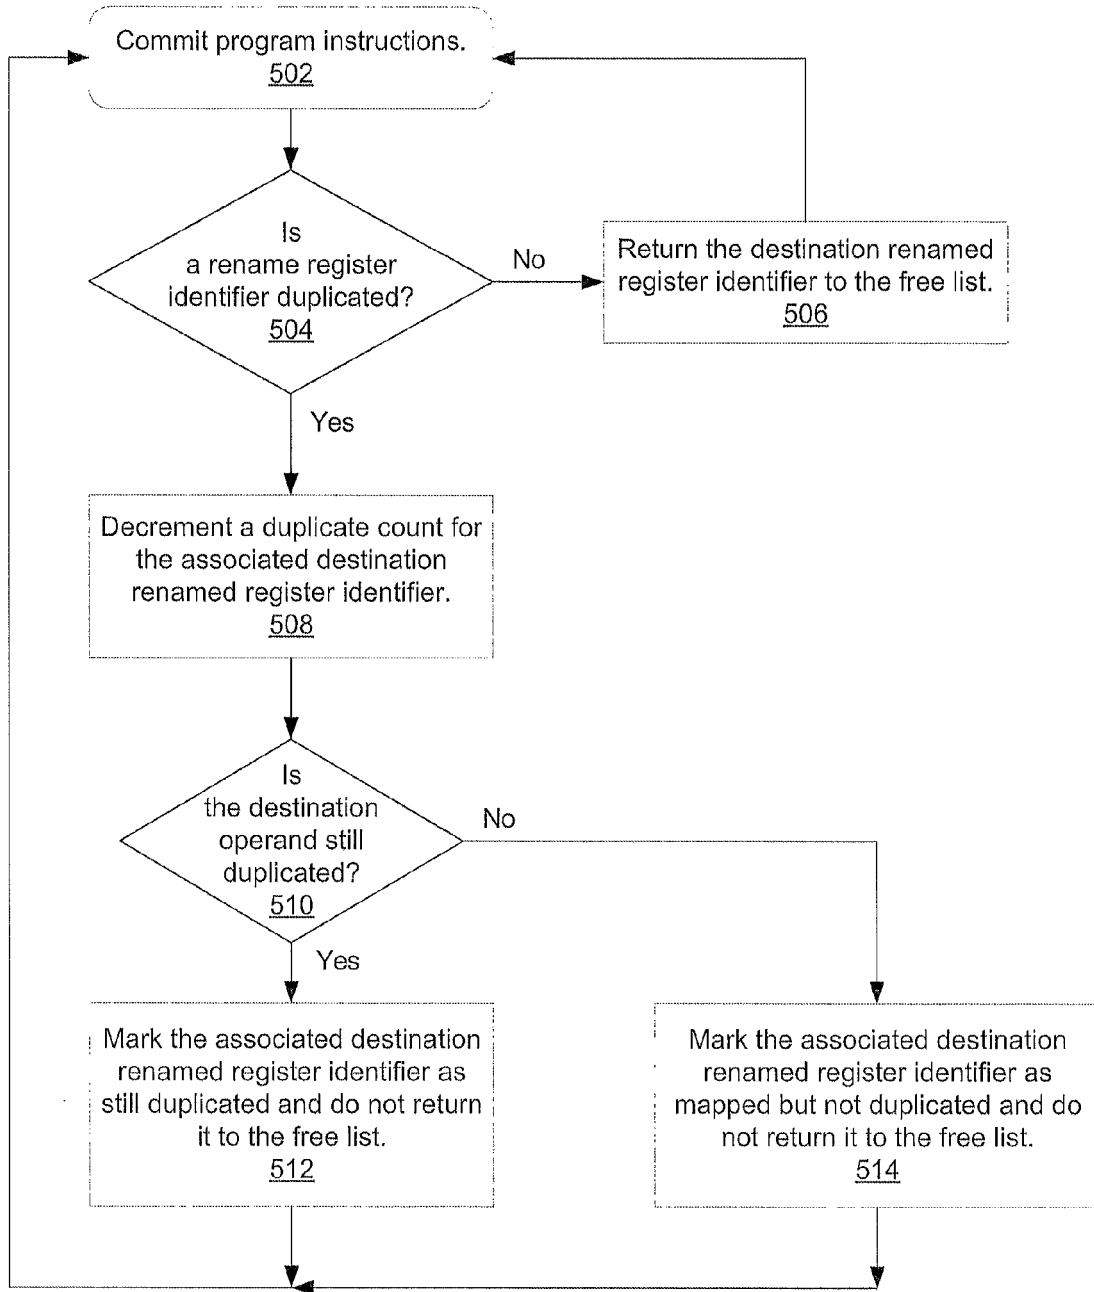 Commit program instructions.
502
Is
a rename register
identifier duplicated?
504
No
Return the destination renamed
register identifier to the free list.
506
Yes
Decrement a duplicate count for
the associated destination
renamed register identifier.
508
Is
the destination
operand still
duplicated?
510
No
Yes
Mark the associated destination
renamed register identifier as
still duplicated and do not return
it to the free list.
512
Mark the associated destination
renamed register identifier as
mapped but not duplicated and do
not return it to the free list.
514